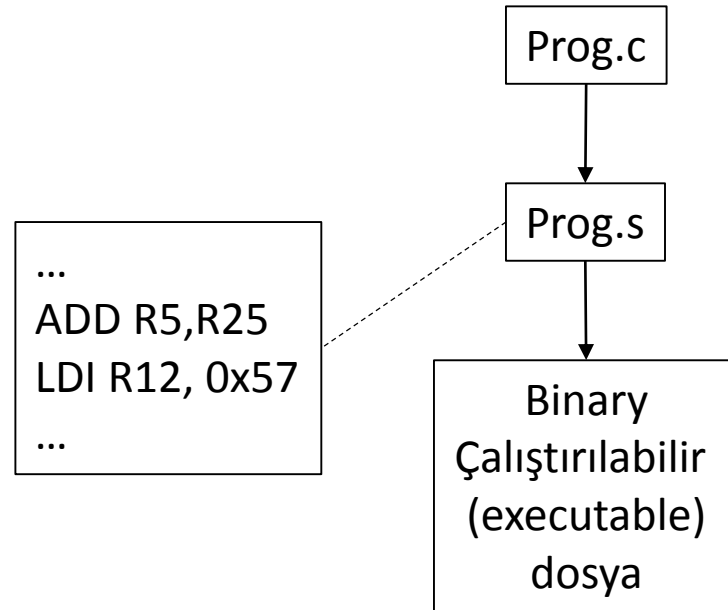 Prog.c
Prog.s
...
ADD R5,R25
LDI R12, 0x57
...
Binary
Çalıştırılabilir
(executable)
dosya